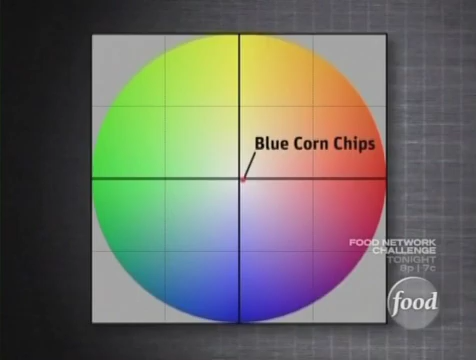 Blue Corn Chips
FOOD NETWORK
CHALLENGE
TONIGHT
8p | 7c
food